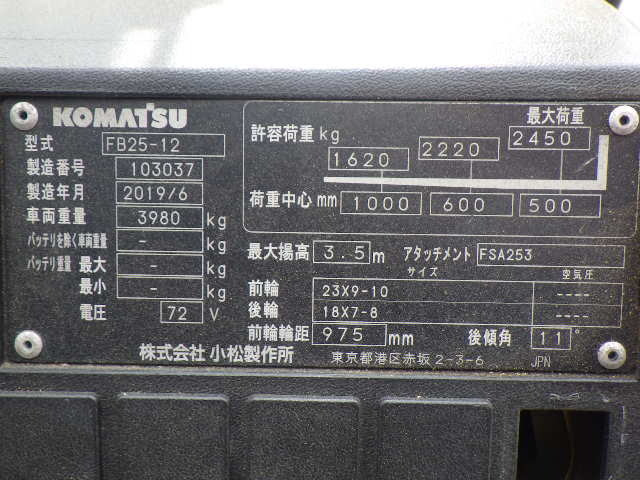 KOMATSU
型式 FB25-12
製造番号 103037
製造年月 2019/6
車両重量 3980 kg
バッテリを除く車両重量 - kg
バッテリ重量 最大 - kg
最小 - kg
電圧 72 V
最大荷重
許容荷重 kg 1620 2220 2450
荷重中心 mm 1000 600 500
最大揚高 3.5 m アタッチメント FSA253
サイズ 空気圧
前輪 23X9-10 ----
後輪 18X7-8 ----
前輪輪距 975 mm 後傾角 11°
株式会社 小松製作所 東京都港区赤坂 2-3-6 JPN